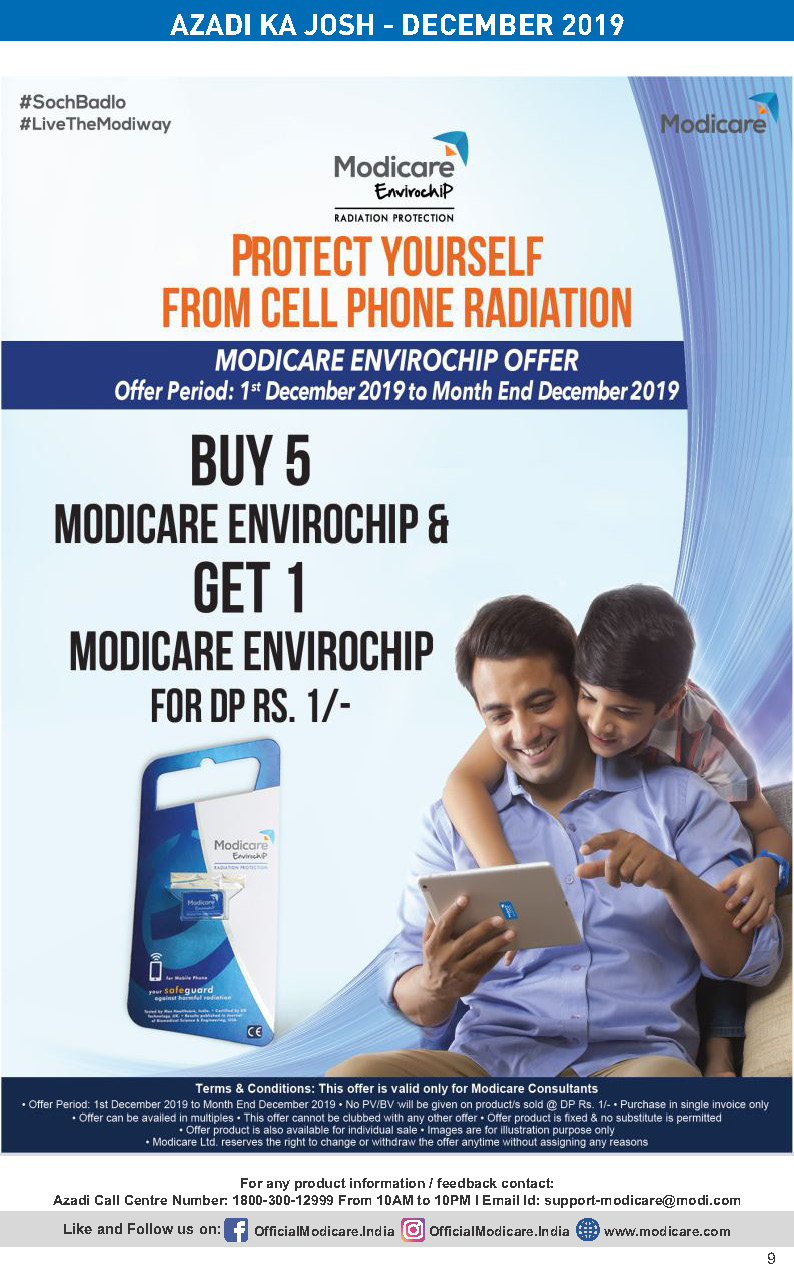 AZADI KA JOSH - DECEMBER 2019
#SochBadlo
#LiveTheModiway
Modicare
Modicare
EnvirochiP
RADIATION PROTECTION
PROTECT YOURSELF
FROM CELL PHONE RADIATION
MODICARE ENVIROCHIP OFFER
Offer Period: 1st December 2019 to Month End December 2019
BUY 5
MODICARE ENVIROCHIP &
GET 1
MODICARE ENVIROCHIP
FOR DP RS. 1/-
Modicare
EnvirochiP
RADIATION PROTECTION
Modicare
EnvirochiP
for Mobile Phone
your safeguard
against harmful radiation
CE
Terms & Conditions: This offer is valid only for Modicare Consultants
• Offer Period: 1st December 2019 to Month End December 2019 • No PV/BV will be given on product/s sold @ DP Rs. 1/- • Purchase in single invoice only
• Offer can be availed in multiples • This offer cannot be clubbed with any other offer • Offer product is fixed & no substitute is permitted
• Offer product is also available for individual sale • Images are for illustration purpose only
• Modicare Ltd. reserves the right to change or withdraw the offer anytime without assigning any reasons
For any product information / feedback contact:
Azadi Call Centre Number: 1800-300-12999 From 10AM to 10PM I Email Id: support-modicare@modi.com
Like and Follow us on: OfficialModicare.India OfficialModicare.India www.modicare.com
9